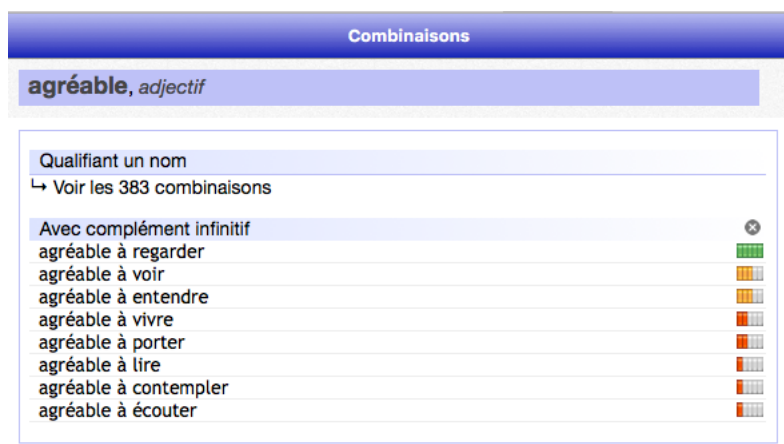 Combinaisons
agréable, adjectif
Qualifiant un nom
↳ Voir les 383 combinaisons
Avec complément infinitif
agréable à regarder
agréable à voir
agréable à entendre
agréable à vivre
agréable à porter
agréable à lire
agréable à contempler
agréable à écouter